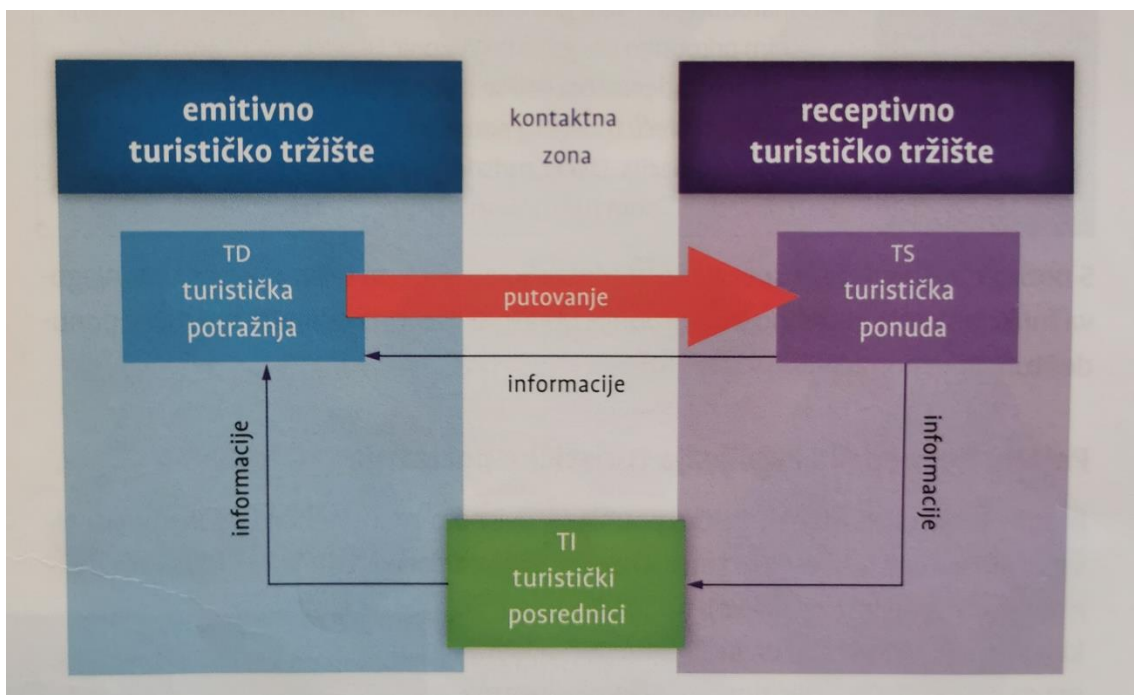 emitivno
turističko tržište
kontaktna
zona
receptivno
turističko tržište
TD
turistička
potražnja
putovanje
TS
turistička
ponuda
informacije
informacije
informacije
TI
turistički
posrednici